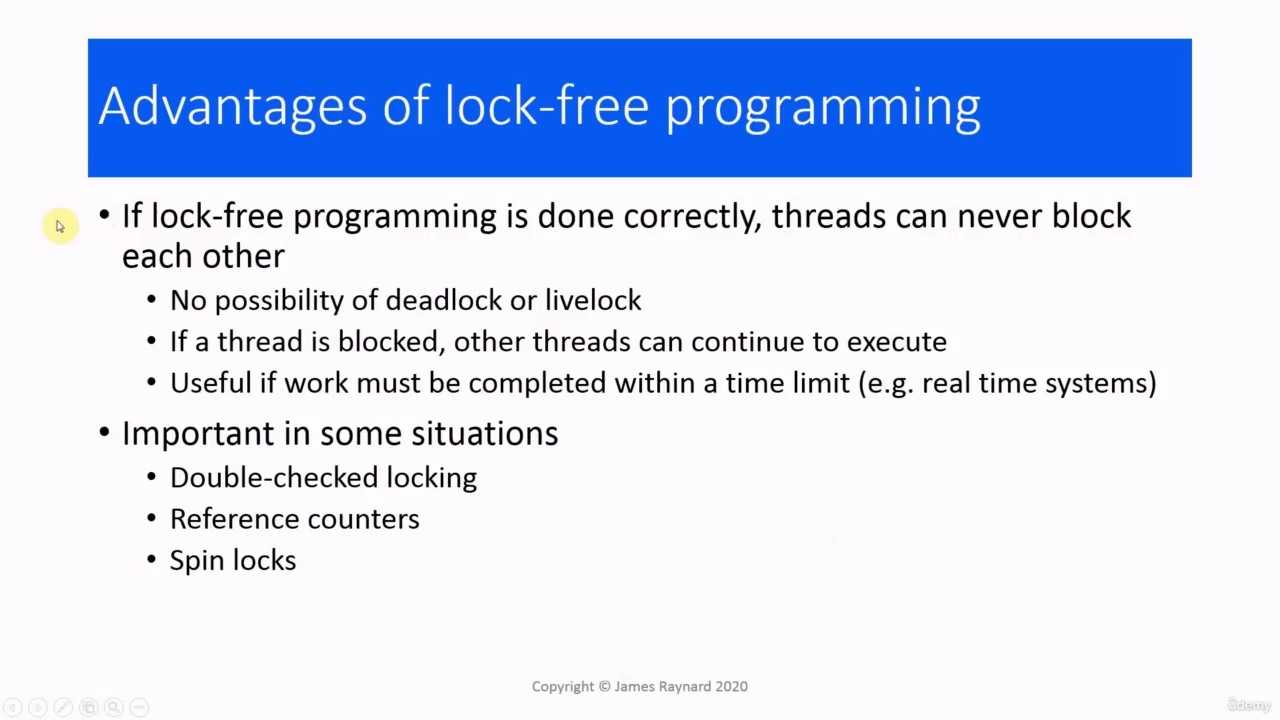 Advantages of lock-free programming
• If lock-free programming is done correctly, threads can never block
each other
• No possibility of deadlock or livelock
• If a thread is blocked, other threads can continue to execute
• Useful if work must be completed within a time limit (e.g. real time systems)
• Important in some situations
• Double-checked locking
• Reference counters
• Spin locks
Copyright © James Raynard 2020
ûdemy